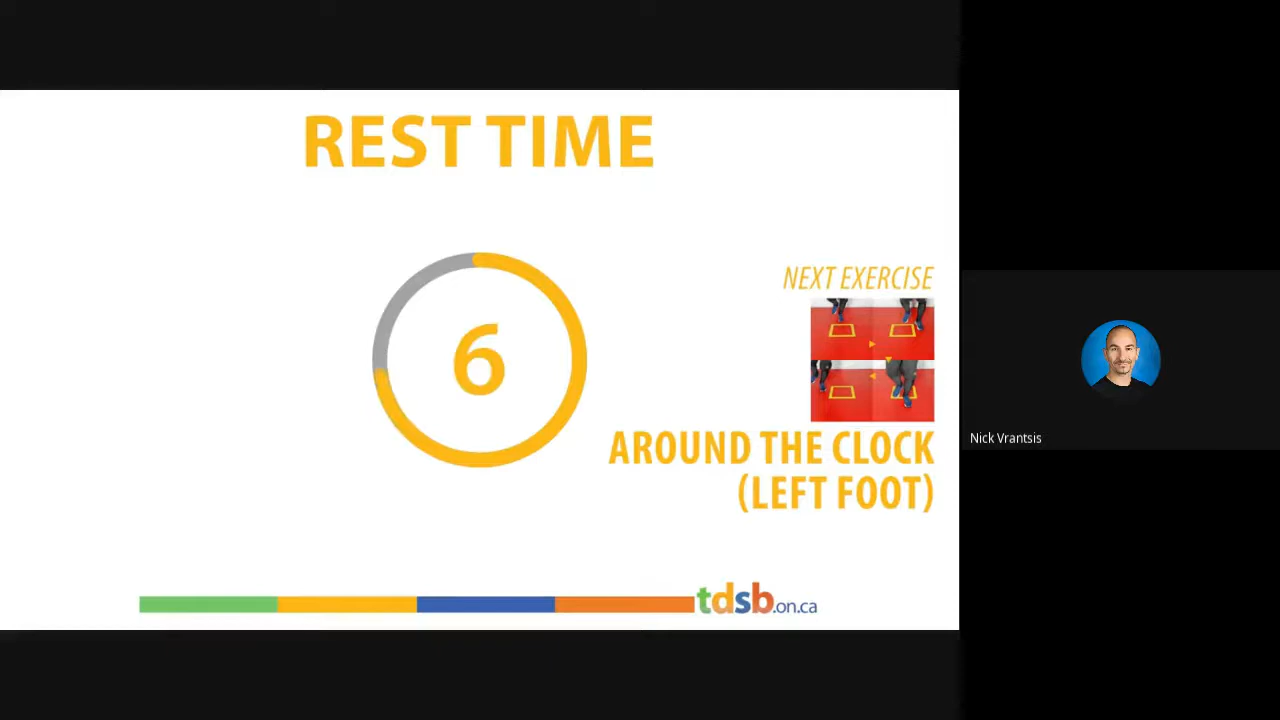 REST TIME
6
NEXT EXERCISE
AROUND THE CLOCK
(LEFT FOOT)
tdsb.on.ca
Nick Vrantsis